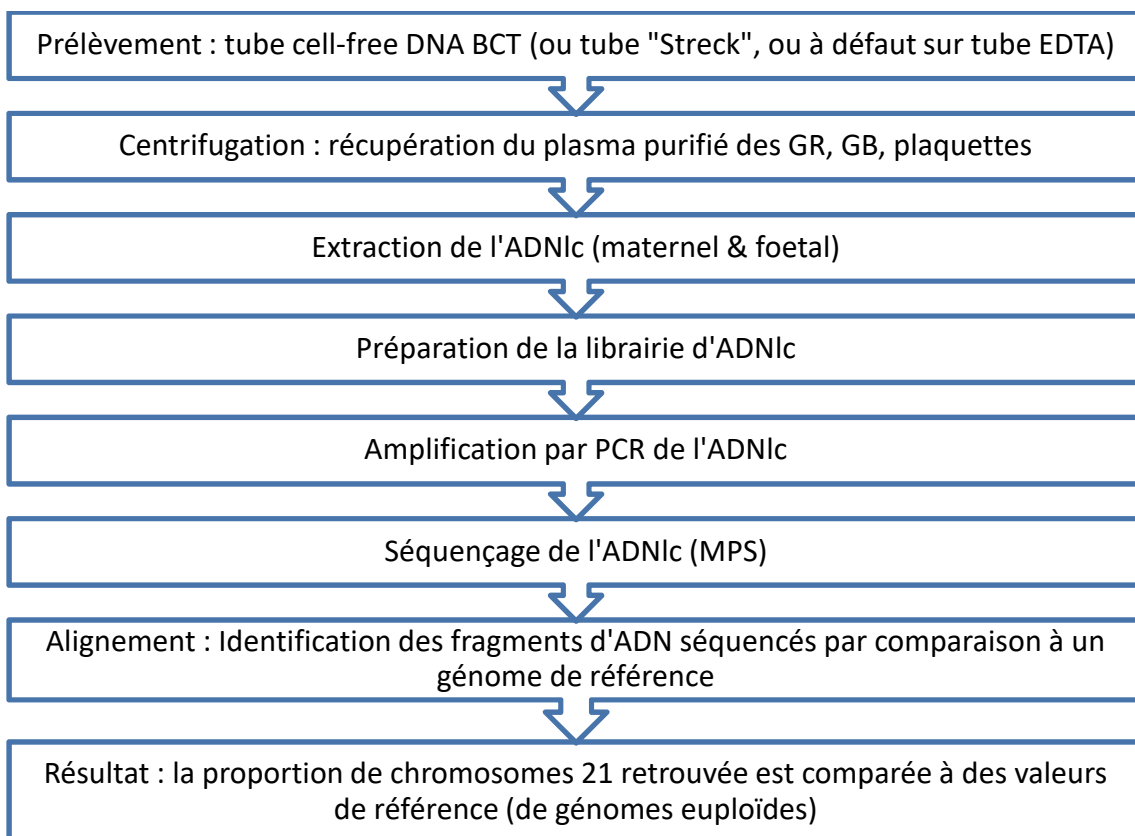 Prélèvement : tube cell-free DNA BCT (ou tube "Streck", ou à défaut sur tube EDTA)
Centrifugation : récupération du plasma purifié des GR, GB, plaquettes
Extraction de l'ADNlc (maternel & foetal)
Préparation de la librairie d'ADNlc
Amplification par PCR de l'ADNlc
Séquençage de l'ADNlc (MPS)
Alignement : Identification des fragments d'ADN séquencés par comparaison à un
génome de référence
Résultat : la proportion de chromosomes 21 retrouvée est comparée à des valeurs
de référence (de génomes euploïdes)